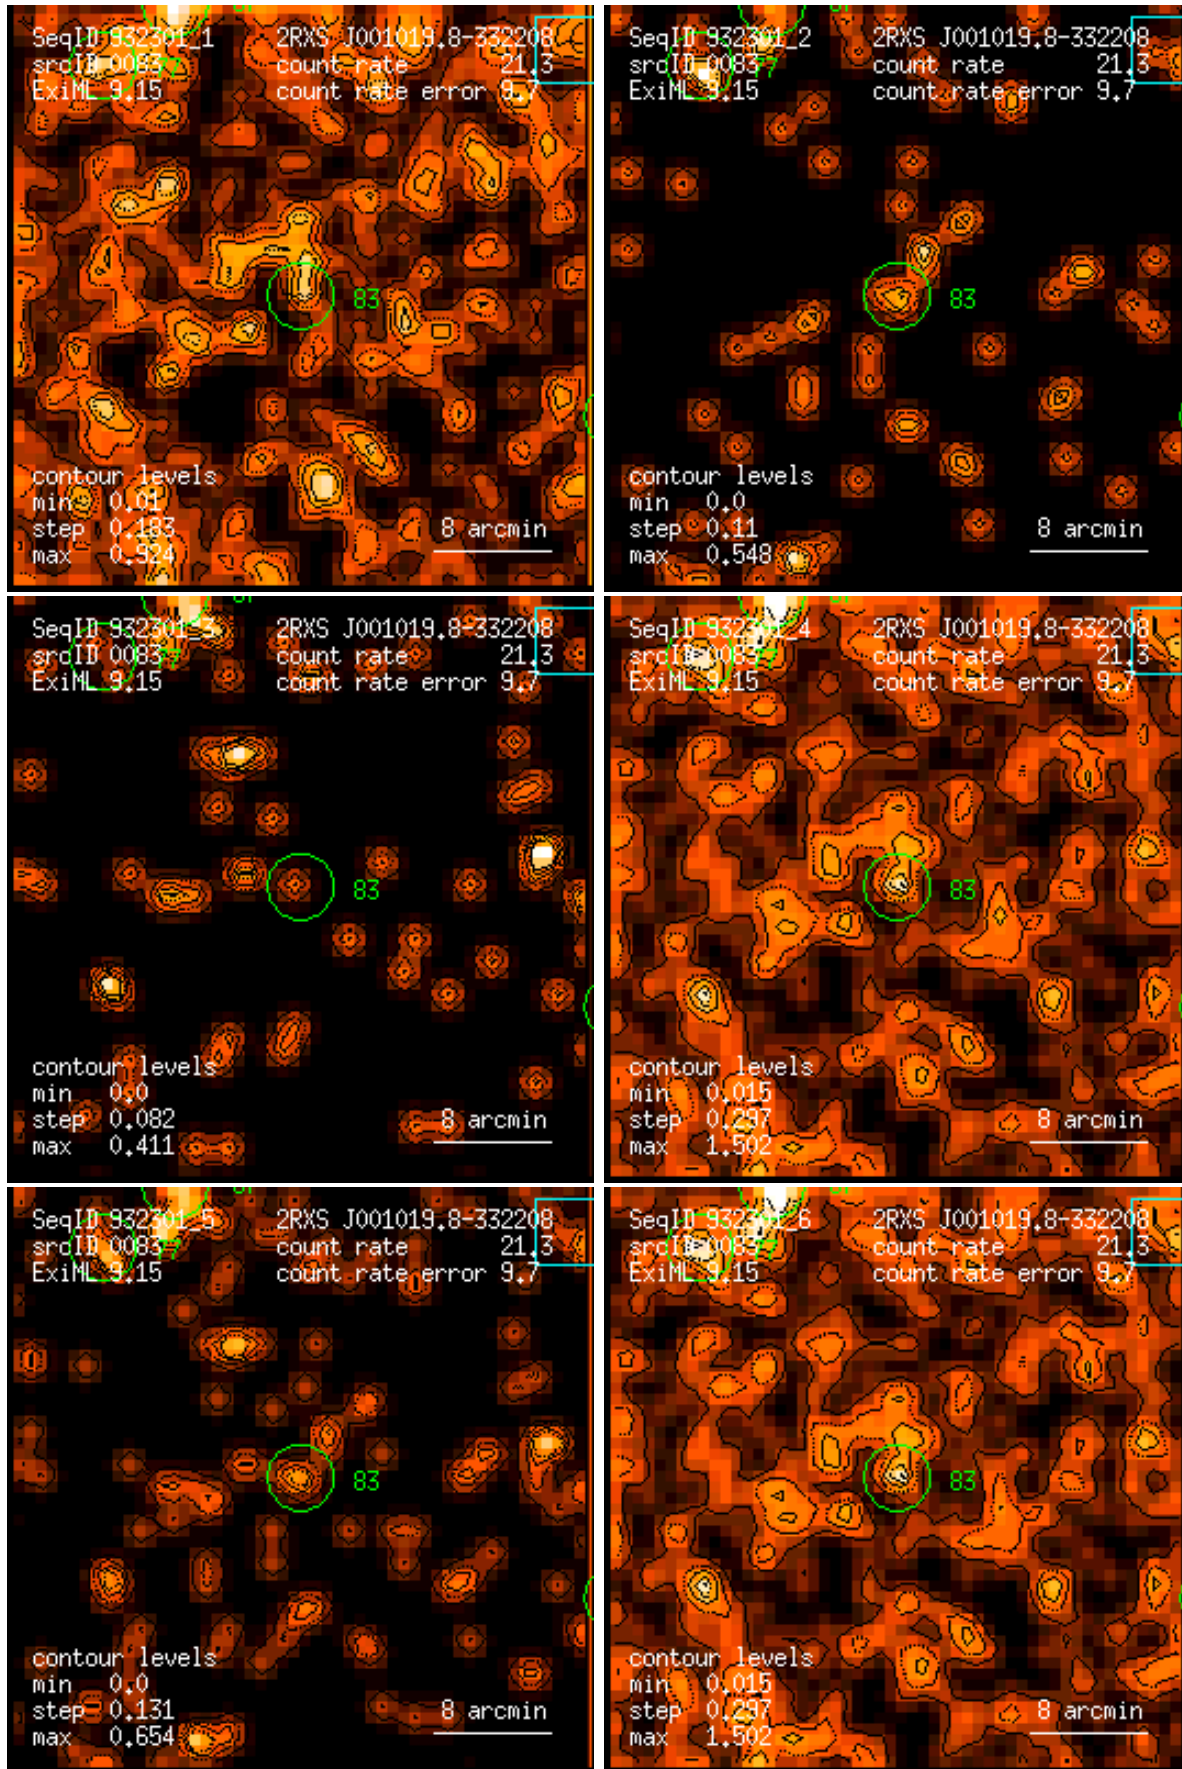 SeqID 932301_1 2RXS J001019.8-332208
srcID 0083 count rate 21.3
ExiML 9.15 count rate error 9.7
77
83
contour levels
min 0.01
step 0.183
max 0.924
8 arcmin
SeqID 932301_2 2RXS J001019.8-332208
srcID 0083 count rate 21.3
ExiML 9.15 count rate error 9.7
77
83
contour levels
min 0.0
step 0.11
max 0.548
8 arcmin
SeqID 932301_3 2RXS J001019.8-332208
srcID 0083 count rate 21.3
ExiML 9.15 count rate error 9.7
77
83
contour levels
min 0.0
step 0.082
max 0.411
8 arcmin
SeqID 932301_4 2RXS J001019.8-332208
srcID 0083 count rate 21.3
ExiML 9.15 count rate error 9.7
77
83
contour levels
min 0.015
step 0.297
max 1.502
8 arcmin
SeqID 932301_5 2RXS J001019.8-332208
srcID 0083 count rate 21.3
ExiML 9.15 count rate error 9.7
77
83
contour levels
min 0.0
step 0.131
max 0.654
8 arcmin
SeqID 932301_6 2RXS J001019.8-332208
srcID 0083 count rate 21.3
ExiML 9.15 count rate error 9.7
77
83
contour levels
min 0.015
step 0.297
max 1.502
8 arcmin